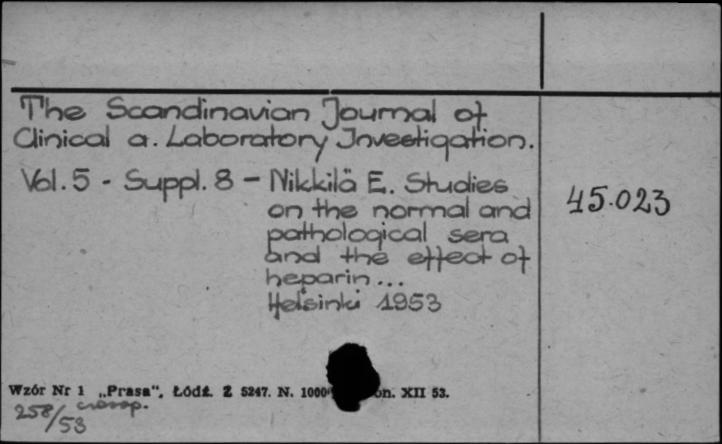 The Scandinavian Journal of
Clinical a. Laboratory Investigation.
Vol. 5 - Suppl. 8 - Nikkilä E. Studies
on the normal and
pathological sera
and the effect of
heparin...
Helsinki 1953
45.023
Wzór Nr 1 „Prasa“, Łódź. Z 5247. N. 1000 on. XII 53.
258/53 czasop.